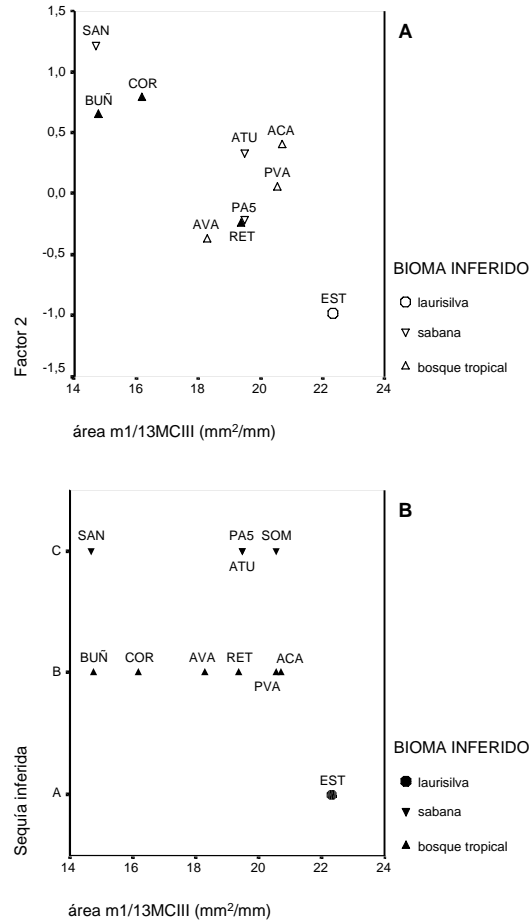 A
1,5
1,0
0,5
0,0
-0,5
-1,0
-1,5
Factor 2
SAN
BUÑ
COR
ATU
ACA
PVA
PA5
RET
AVA
EST
14 16 18 20 22 24
área m1/13MCIII (mm²/mm)
BIOMA INFERIDO
laurisilva
sabana
bosque tropical
B
C
B
A
Sequía inferida
SAN
PA5
SOM
ATU
BUÑ
COR
AVA
RET
ACA
PVA
EST
14 16 18 20 22 24
área m1/13MCIII (mm²/mm)
BIOMA INFERIDO
laurisilva
sabana
bosque tropical